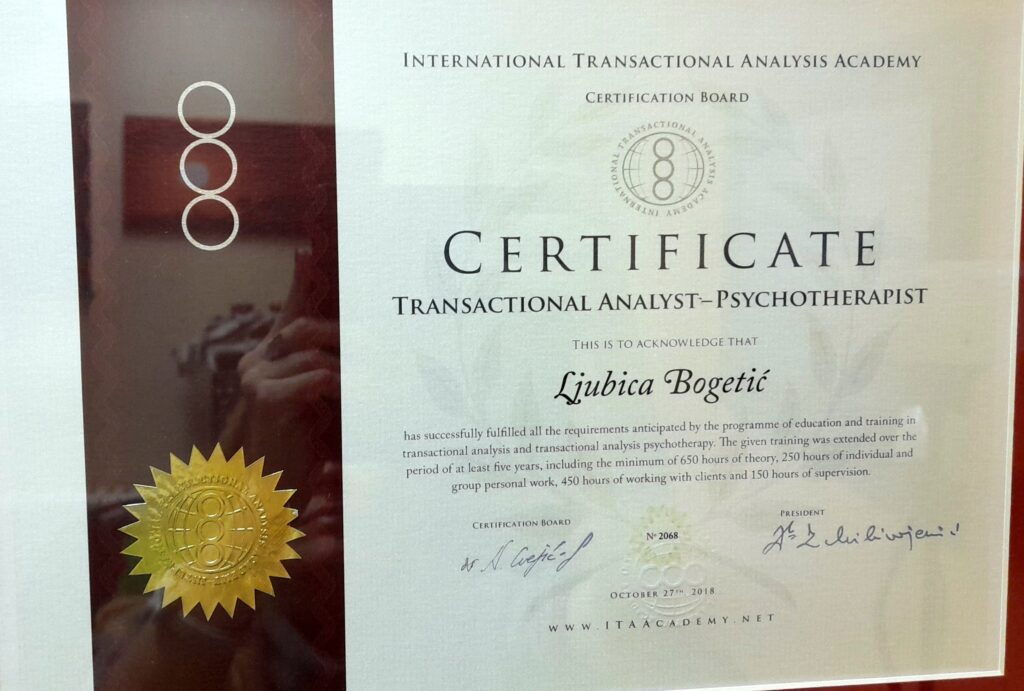 INTERNATIONAL TRANSACTIONAL ANALYSIS ACADEMY
CERTIFICATION BOARD
INTERNATIONAL TRANSACTIONAL ANALYSIS ACADEMY
CERTIFICATE
TRANSACTIONAL ANALYST–PSYCHOTHERAPIST
THIS IS TO ACKNOWLEDGE THAT
Ljubica Bogetić
has successfully fulfilled all the requirements anticipated by the programme of education and training in
transactional analysis and transactional analysis psychotherapy. The given training was extended over the
period of at least five years, including the minimum of 650 hours of theory, 250 hours of individual and
group personal work, 450 hours of working with clients and 150 hours of supervision.
CERTIFICATION BOARD
PRESIDENT
Nº 2068
OCTOBER 27TH, 2018
WWW.ITAACADEMY.NET